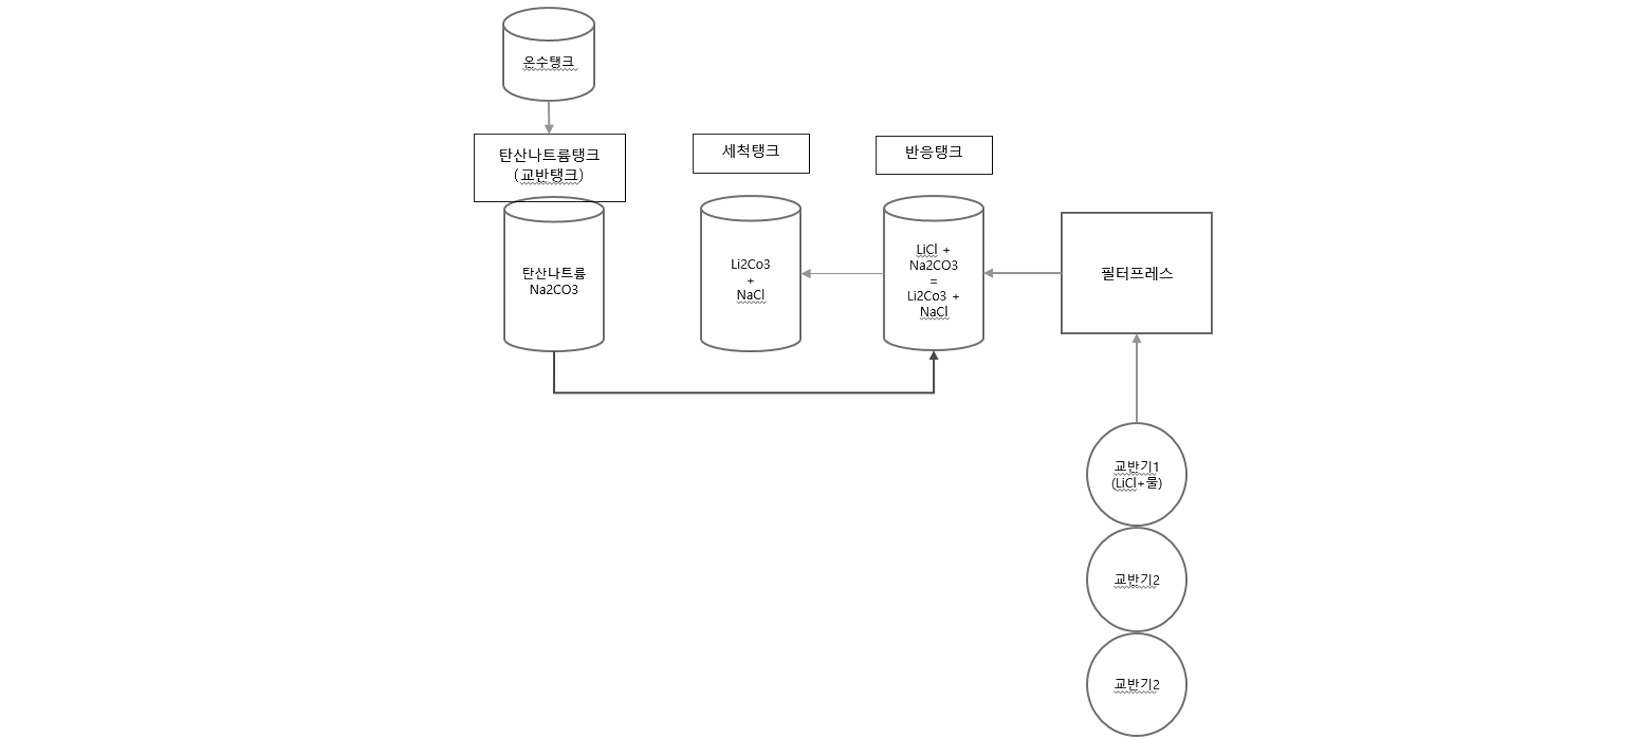 온수탱크
탄산나트륨탱크
(교반탱크)
세척탱크
반응탱크
탄산나트륨
Na2CO3
Li2Co3
+
NaCl
LiCl +
Na2CO3
=
Li2Co3 +
NaCl
필터프레스
교반기1
(LiCl+물)
교반기2
교반기2